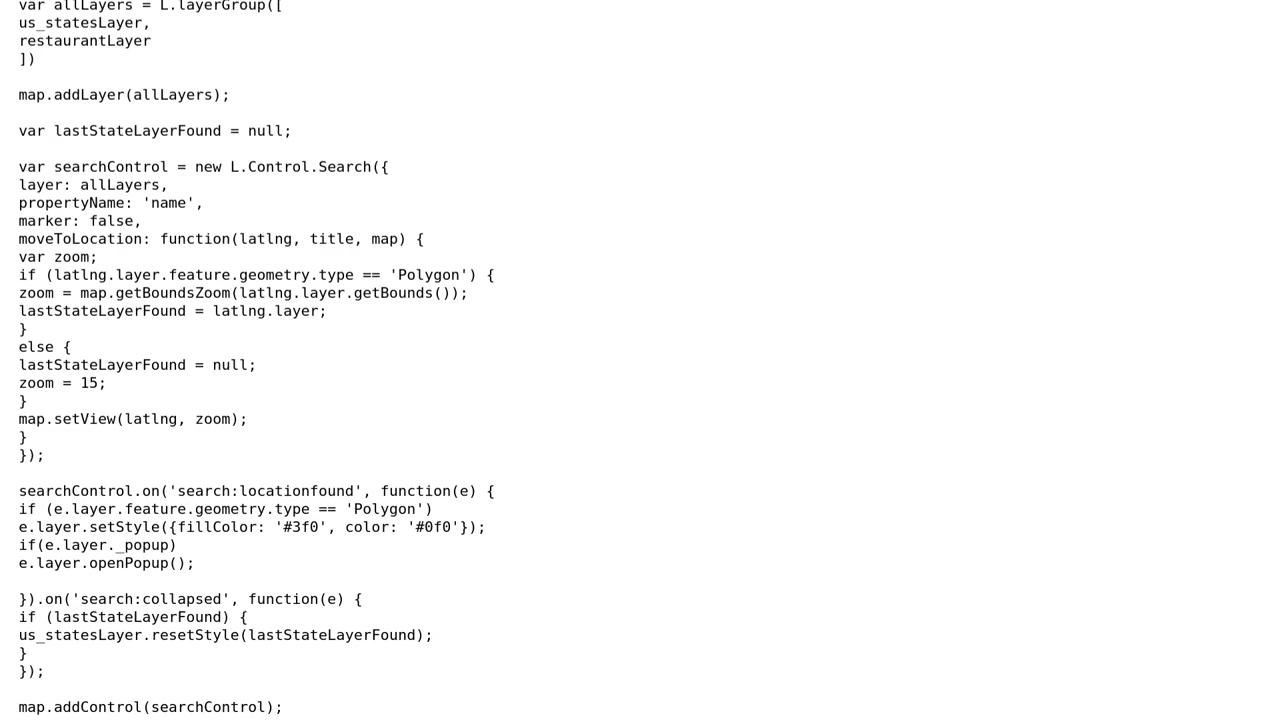 var allLayers = L.layerGroup([
us_statesLayer,
restaurantLayer
])
map.addLayer(allLayers);
var lastStateLayerFound = null;
var searchControl = new L.Control.Search({
layer: allLayers,
propertyName: 'name',
marker: false,
moveToLocation: function(latlng, title, map) {
var zoom;
if (latlng.layer.feature.geometry.type == 'Polygon') {
zoom = map.getBoundsZoom(latlng.layer.getBounds());
lastStateLayerFound = latlng.layer;
}
else {
lastStateLayerFound = null;
zoom = 15;
}
map.setView(latlng, zoom);
}
});
searchControl.on('search:locationfound', function(e) {
if (e.layer.feature.geometry.type == 'Polygon')
e.layer.setStyle({fillColor: '#3f0', color: '#0f0'});
if(e.layer._popup)
e.layer.openPopup();
}).on('search:collapsed', function(e) {
if (lastStateLayerFound) {
us_statesLayer.resetStyle(lastStateLayerFound);
}
});
map.addControl(searchControl);